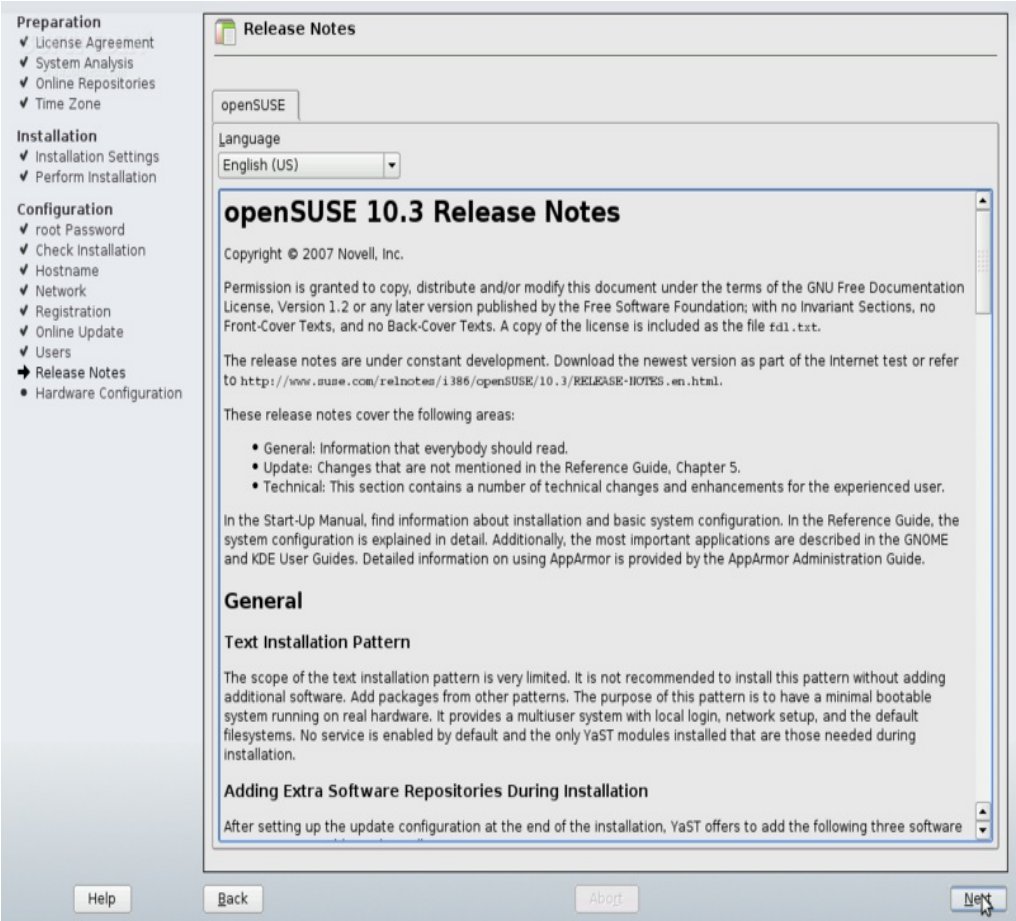 Preparation
License Agreement
System Analysis
Online Repositories
Time Zone
Installation
Installation Settings
Perform Installation
Configuration
root Password
Check Installation
Hostname
Network
Registration
Online Update
Users
Release Notes
Hardware Configuration
Release Notes
openSUSE
Language
English (US)
openSUSE 10.3 Release Notes
Copyright © 2007 Novell, Inc.
Permission is granted to copy, distribute and/or modify this document under the terms of the GNU Free Documentation
License, Version 1.2 or any later version published by the Free Software Foundation; with no Invariant Sections, no
Front-Cover Texts, and no Back-Cover Texts. A copy of the license is included as the file fdl.txt.
The release notes are under constant development. Download the newest version as part of the Internet test or refer
to http://www.suse.com/relnotes/i386/openSUSE/10.3/RELEASE-NOTES.en.html.
These release notes cover the following areas:
• General: Information that everybody should read.
• Update: Changes that are not mentioned in the Reference Guide, Chapter 5.
• Technical: This section contains a number of technical changes and enhancements for the experienced user.
In the Start-Up Manual, find information about installation and basic system configuration. In the Reference Guide, the
system configuration is explained in detail. Additionally, the most important applications are described in the GNOME
and KDE User Guides. Detailed information on using AppArmor is provided by the AppArmor Administration Guide.
General
Text Installation Pattern
The scope of the text installation pattern is very limited. It is not recommended to install this pattern without adding
additional software. Add packages from other patterns. The purpose of this pattern is to have a minimal bootable
system running on real hardware. It provides a multiuser system with local login, network setup, and the default
filesystems. No service is enabled by default and the only YaST modules installed that are those needed during
installation.
Adding Extra Software Repositories During Installation
After setting up the update configuration at the end of the installation, YaST offers to add the following three software
Help
Back
Abort
Next